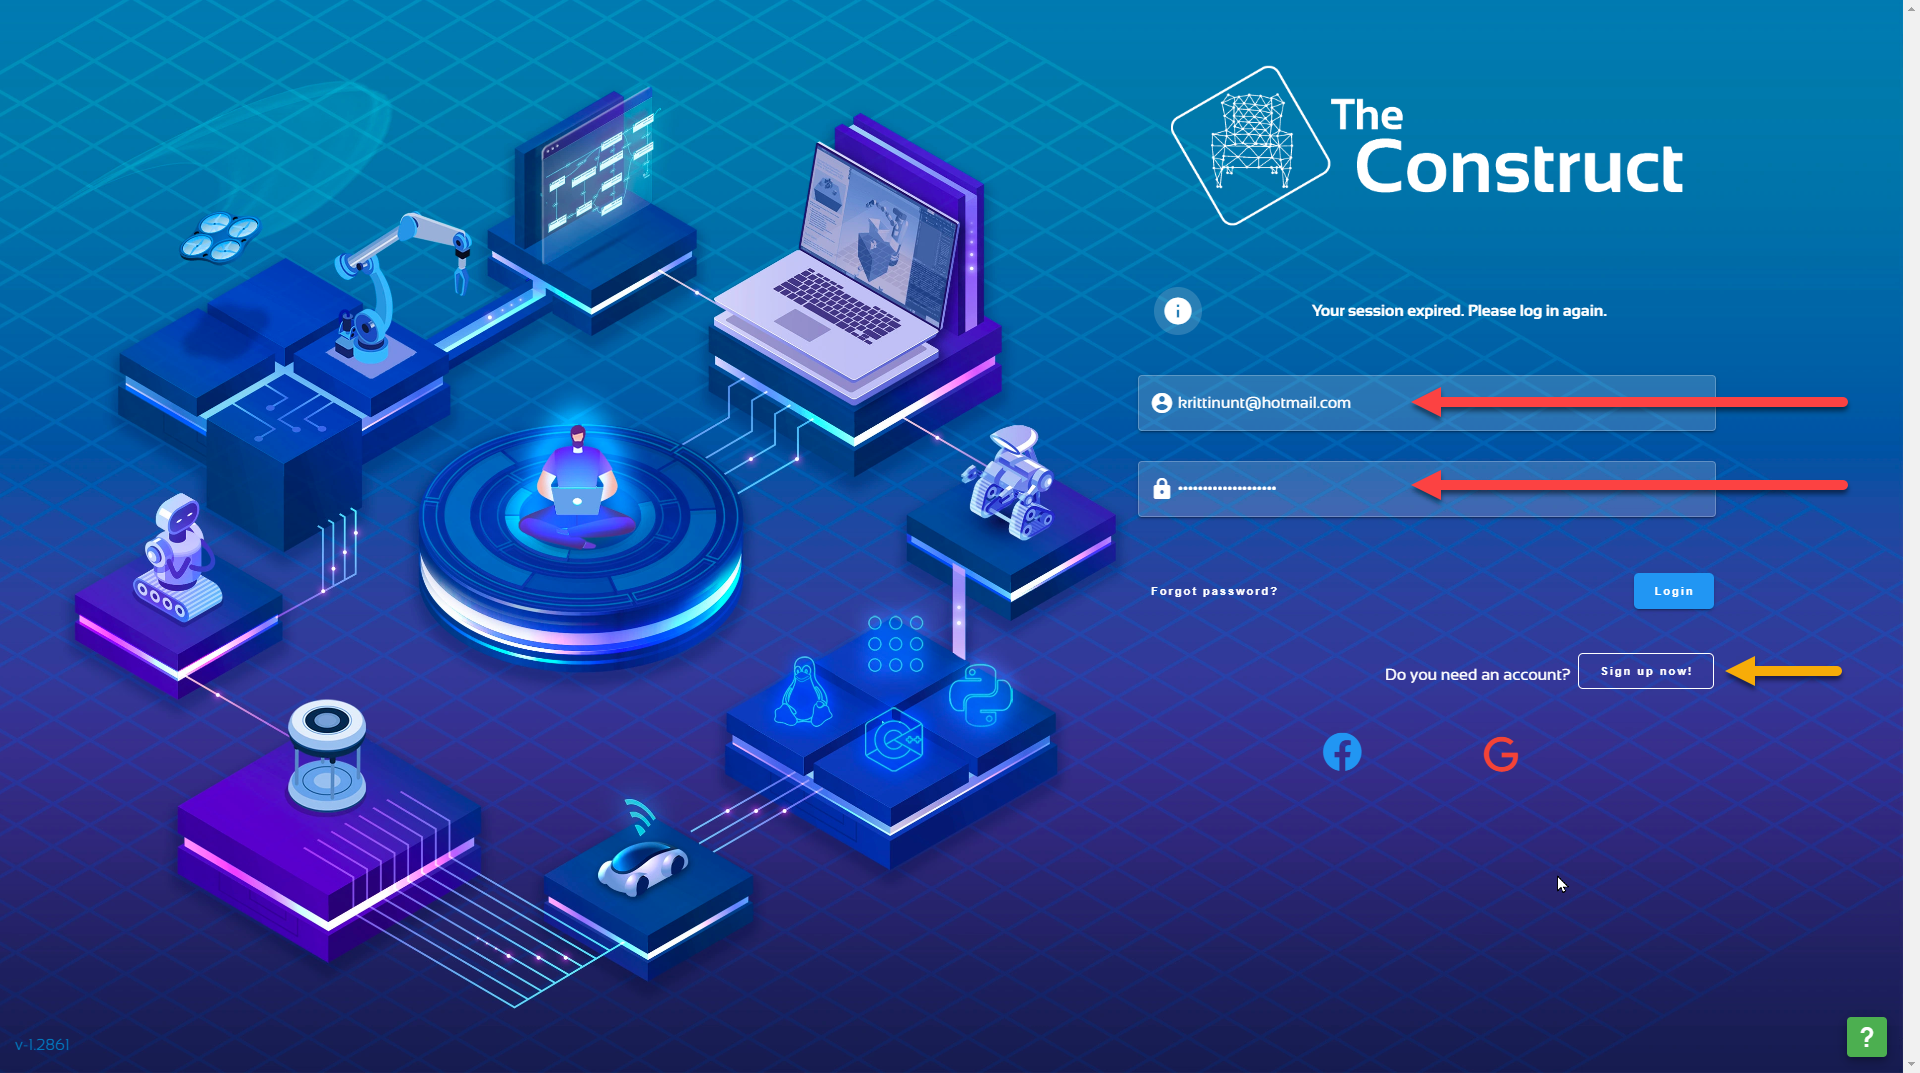 The
Construct
Your session expired. Please log in again.
krittinunt@hotmail.com
••••••••••••••••••••
Forgot password?
Login
Do you need an account?
Sign up now!
v-1.2861
?